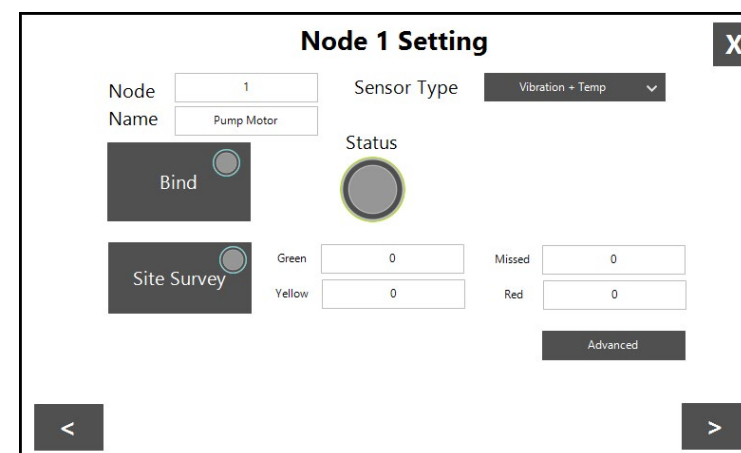 Node 1 Setting
X
Node 1 Sensor Type Vibration + Temp
Name Pump Motor
Status
Bind
Site Survey
Green 0 Missed 0
Yellow 0 Red 0
Advanced
< >